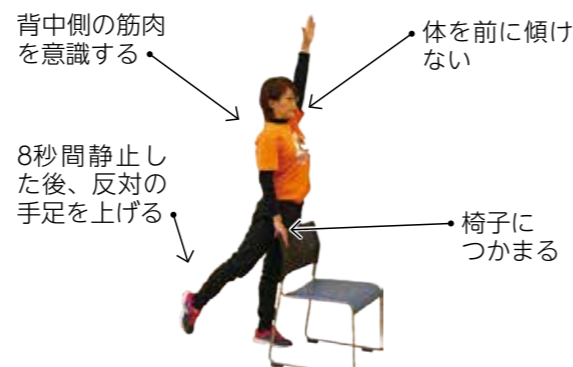 背中側の筋肉
を意識する
体を前に傾け
ない
8秒間静止し
た後、反対の
手足を上げる
椅子に
つかまる